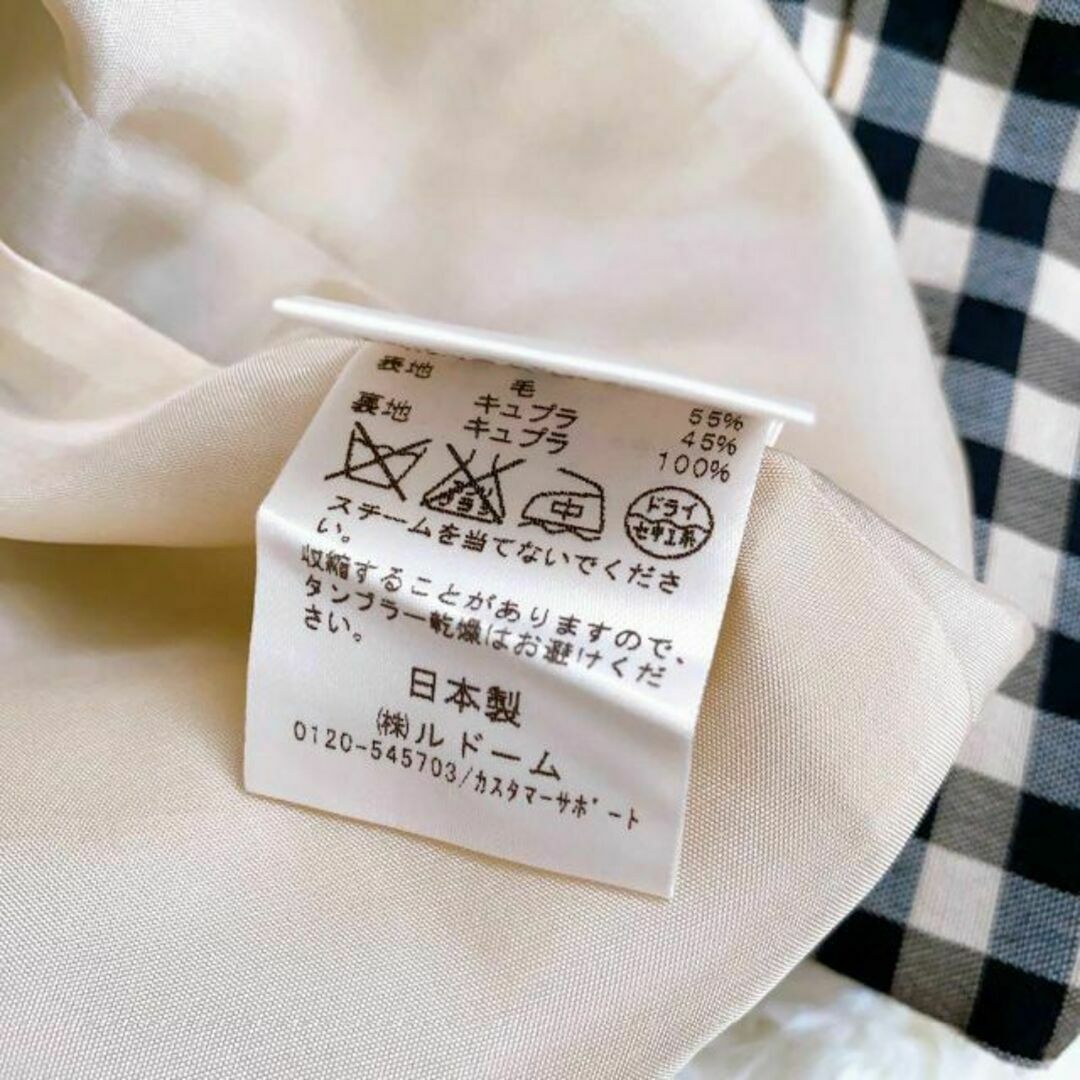 表地 毛 55%
キュプラ 45%
裏地 キュプラ 100%
中
ドライ
セキユ系
スチームを当てないでくださ
い。
収縮することがありますので、
タンブラー乾燥はお避けくだ
さい。
日本製
(株)ルドーム
0120-545703/カスタマーサポート